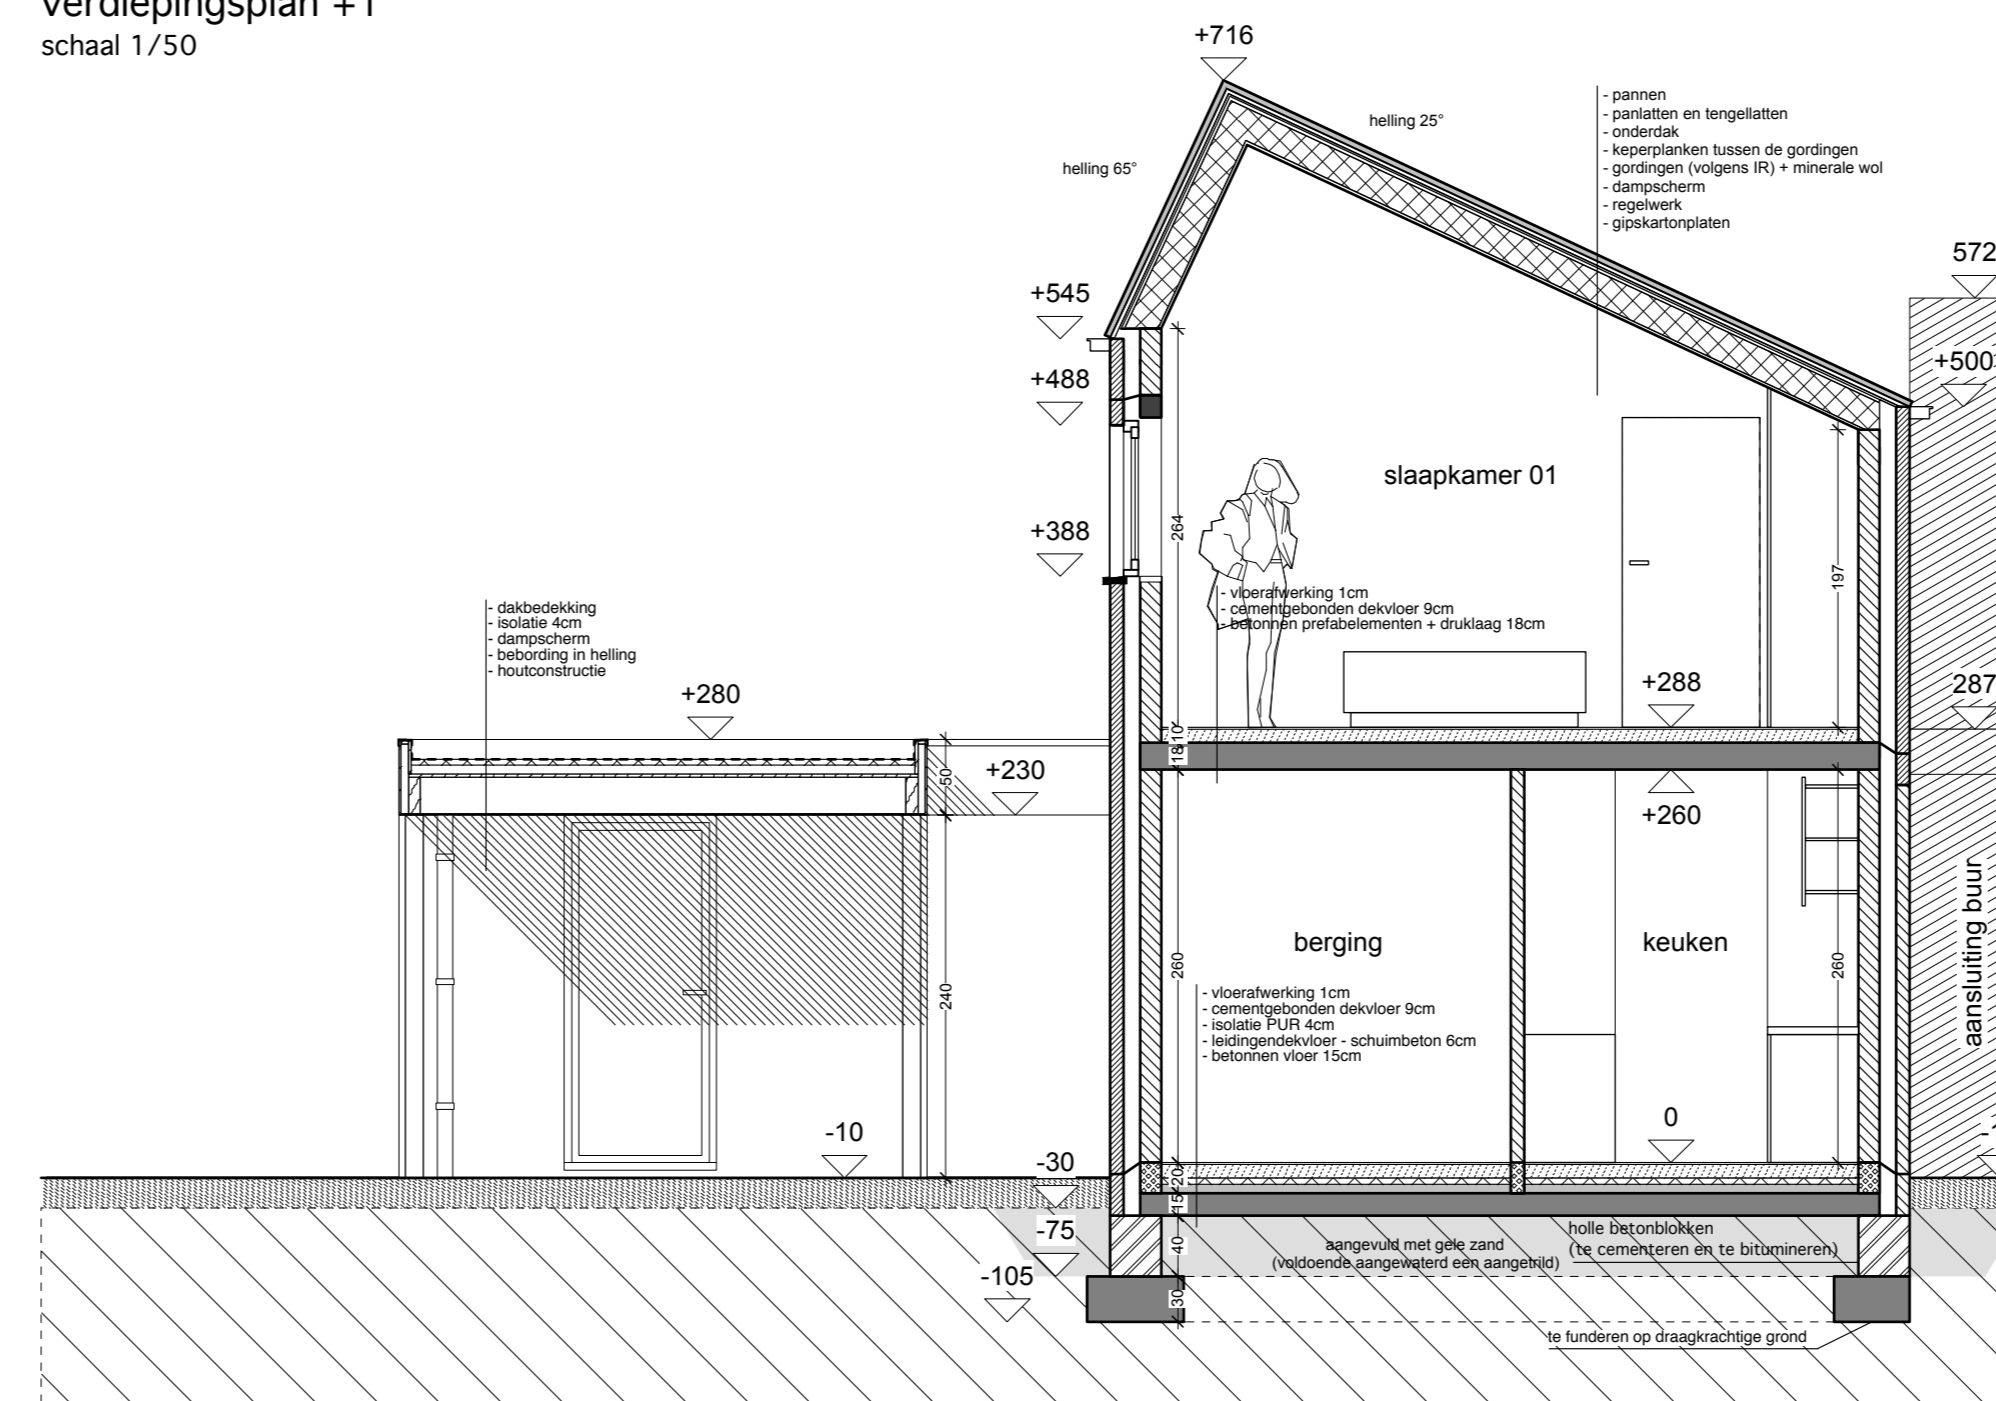 verdiepingsplan +1
schaal 1/50
+716
helling 25°
helling 65°
- pannen
- panlatten en tengellatten
- onderdak
- keperplanken tussen de gordingen
- gordingen (volgens IR) + minerale wol
- dampscherm
- regelwerk
- gipskartonplaten
572
+545
+500
+488
+388
slaapkamer 01
264
197
- vloerafwerking 1cm
- cementgebonden dekvloer 9cm
- betonnen prefabelementen + druklaag 18cm
- dakbedekking
- isolatie 4cm
- dampscherm
- bebording in helling
- houtconstructie
+280
+288
287
10
18
50
+230
+260
berging
keuken
260
260
240
aansluiting buur
- vloerafwerking 1cm
- cementgebonden dekvloer 9cm
- isolatie PUR 4cm
- leidingendekvloer - schuimbeton 6cm
- betonnen vloer 15cm
0
-10
-30
20
15
-75
40
holle betonblokken
(te cementeren en te bitumineren)
aangevuld met gele zand
(voldoende aangewaterd een aangetrild)
-105
30
te funderen op draagkrachtige grond